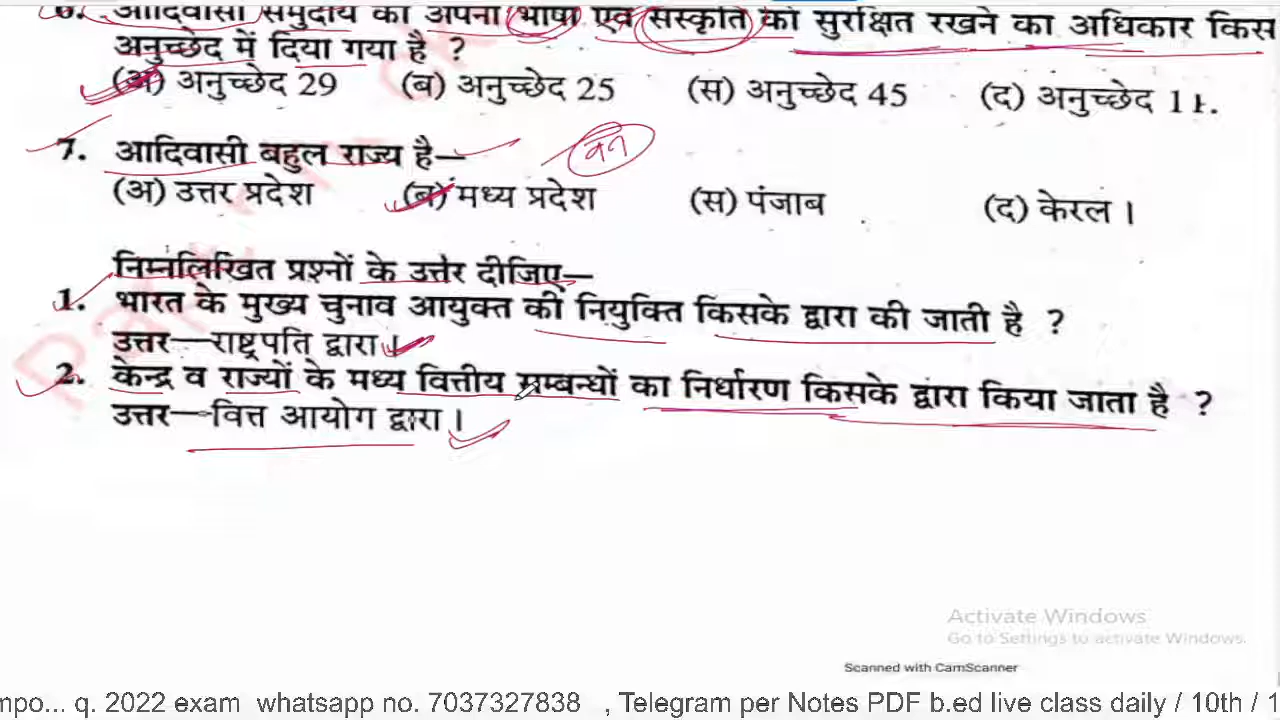 6. आदिवासी समुदाय को अपनी भाषा एवं संस्कृति को सुरक्षित रखने का अधिकार किस
अनुच्छेद में दिया गया है ?
(अ) अनुच्छेद 29 (ब) अनुच्छेद 25 (स) अनुच्छेद 45 (द) अनुच्छेद 11.
7. आदिवासी बहुल राज्य है—
(अ) उत्तर प्रदेश (ब) मध्य प्रदेश (स) पंजाब (द) केरल ।
निम्नलिखित प्रश्नों के उत्तर दीजिए—
1. भारत के मुख्य चुनाव आयुक्त की नियुक्ति किसके द्वारा की जाती है ?
उत्तर—राष्ट्रपति द्वारा ।
2. केन्द्र व राज्यों के मध्य वित्तीय सम्बन्धों का निर्धारण किसके द्वारा किया जाता है ?
उत्तर—वित्त आयोग द्वारा ।
Activate Windows
Go to Settings to activate Windows.
Scanned with CamScanner
mpo... q. 2022 exam whatsapp no. 7037327838 , Telegram per Notes PDF b.ed live class daily / 10th / 1